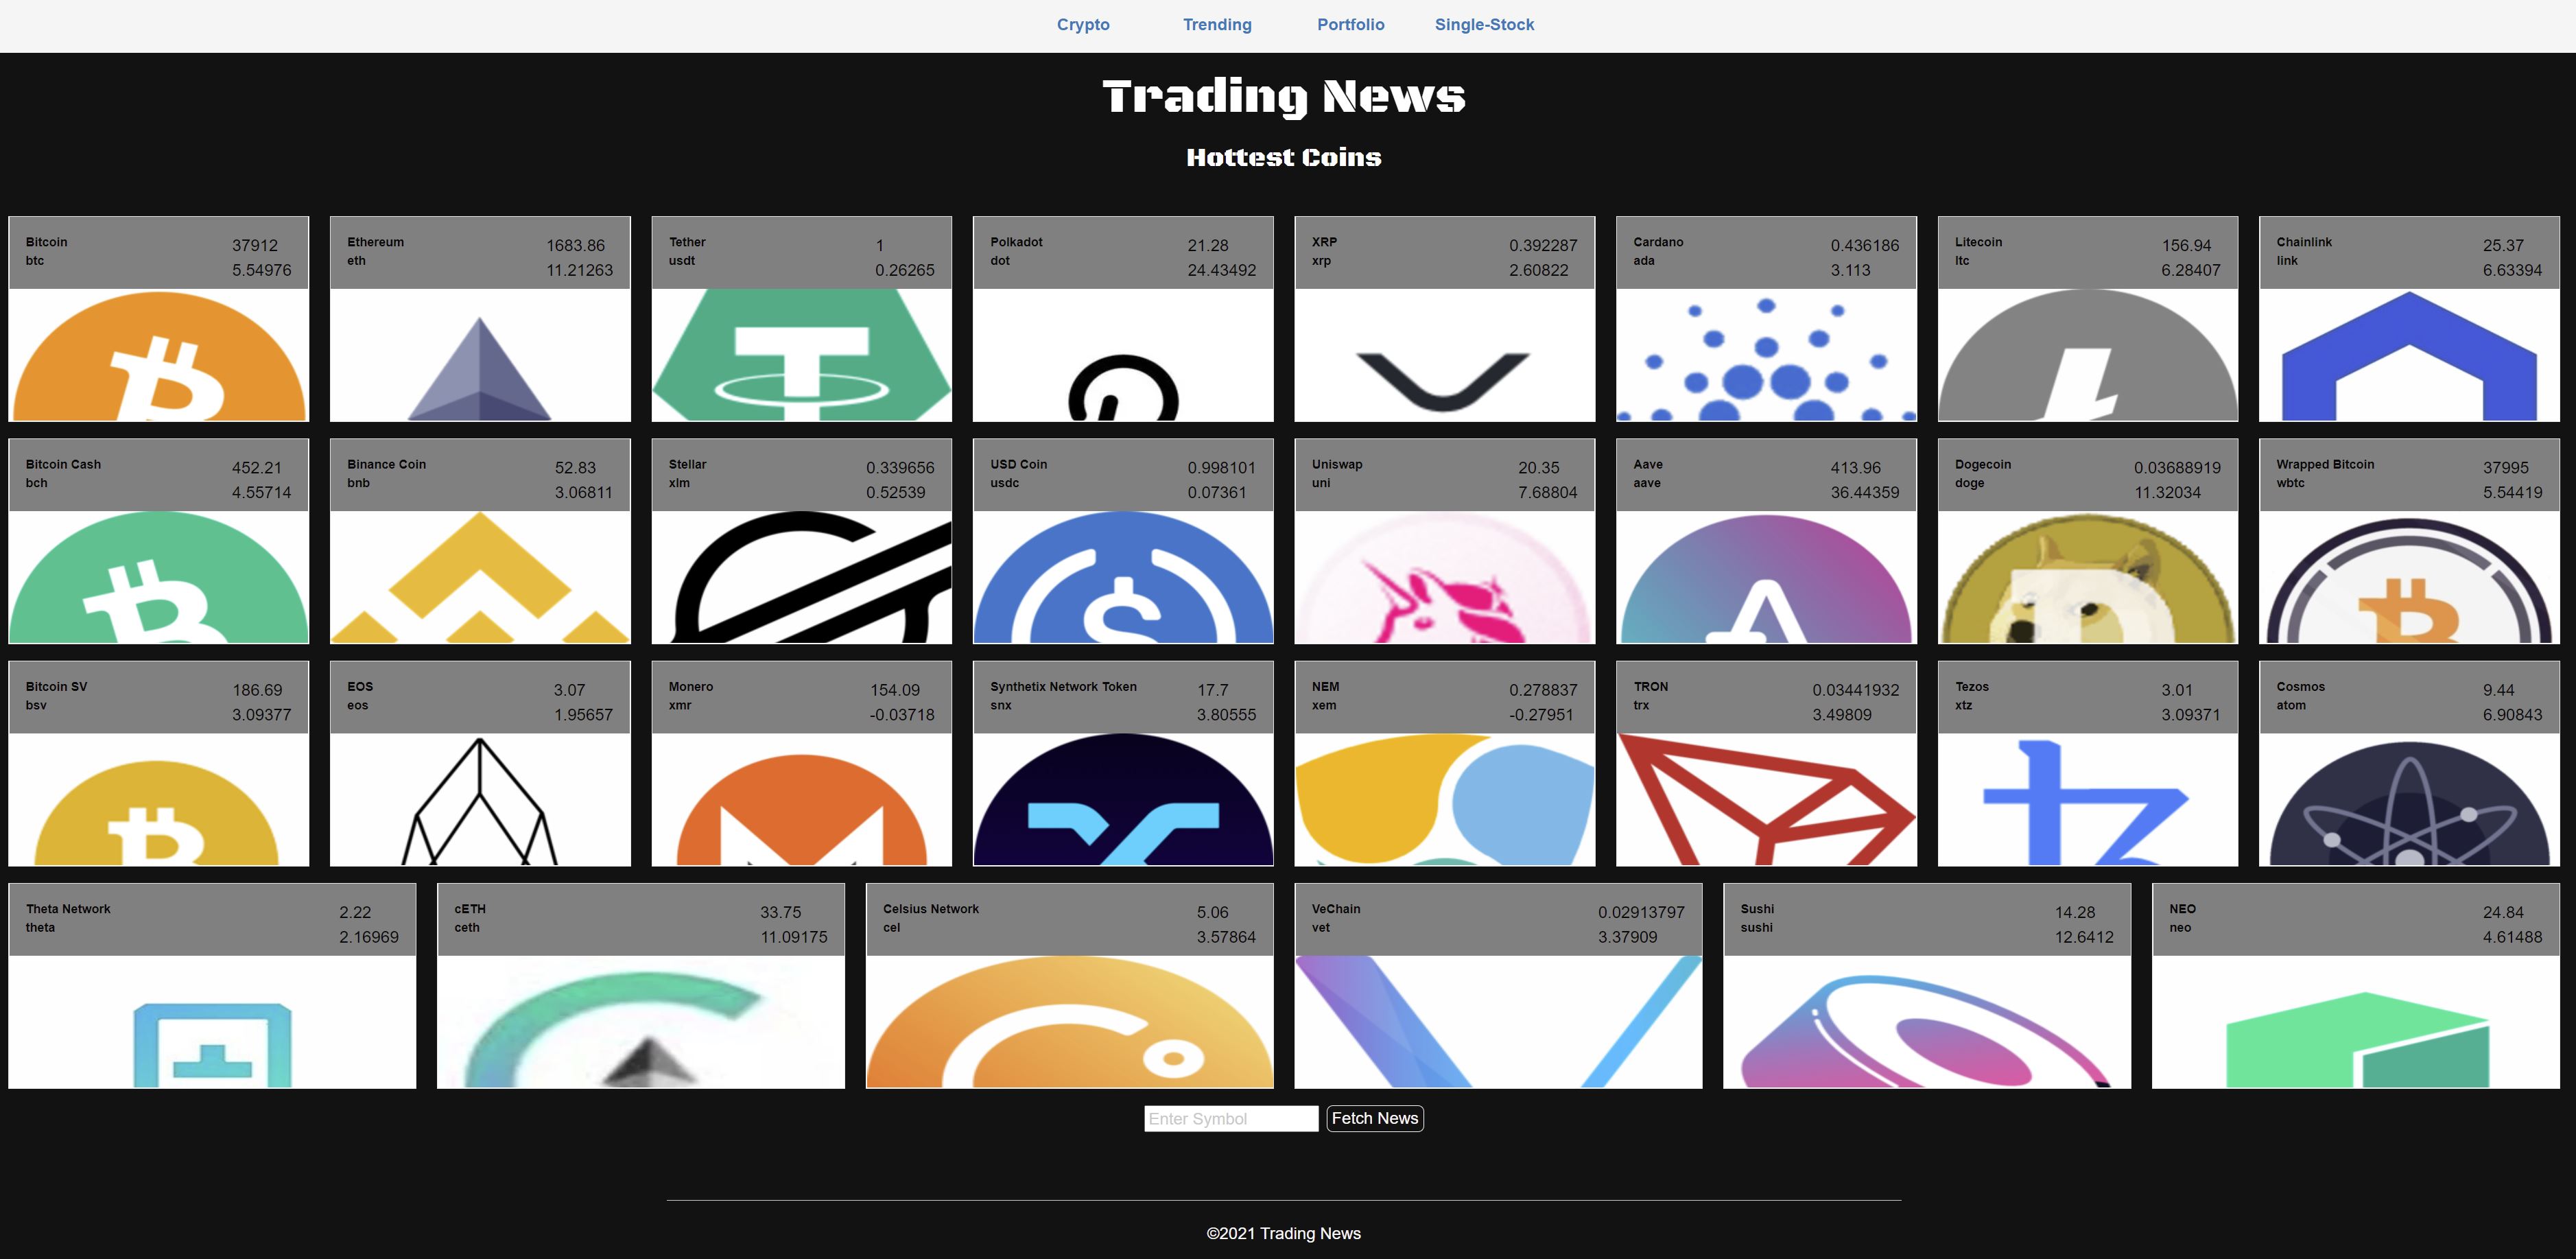 Crypto Trending Portfolio Single-Stock
Trading News
Hottest Coins
Bitcoin 37912
btc 5.54976
Ethereum 1683.86
eth 11.21263
Tether 1
usdt 0.26265
Polkadot 21.28
dot 24.43492
XRP 0.392287
xrp 2.60822
Cardano 0.436186
ada 3.113
Litecoin 156.94
ltc 6.28407
Chainlink 25.37
link 6.63394
Bitcoin Cash 452.21
bch 4.55714
Binance Coin 52.83
bnb 3.06811
Stellar 0.339656
xlm 0.52539
USD Coin 0.998101
usdc 0.07361
Uniswap 20.35
uni 7.68804
Aave 413.96
aave 36.44359
Dogecoin 0.03688919
doge 11.32034
Wrapped Bitcoin 37995
wbtc 5.54419
Bitcoin SV 186.69
bsv 3.09377
EOS 3.07
eos 1.95657
Monero 154.09
xmr -0.03718
Synthetix Network Token 17.7
snx 3.80555
NEM 0.278837
xem -0.27951
TRON 0.03441932
trx 3.49809
Tezos 3.01
xtz 3.09371
Cosmos 9.44
atom 6.90843
Theta Network 2.22
theta 2.16969
cETH 33.75
ceth 11.09175
Celsius Network 5.06
cel 3.57864
VeChain 0.02913797
vet 3.37909
Sushi 14.28
sushi 12.6412
NEO 24.84
neo 4.61488
Enter Symbol Fetch News
©2021 Trading News